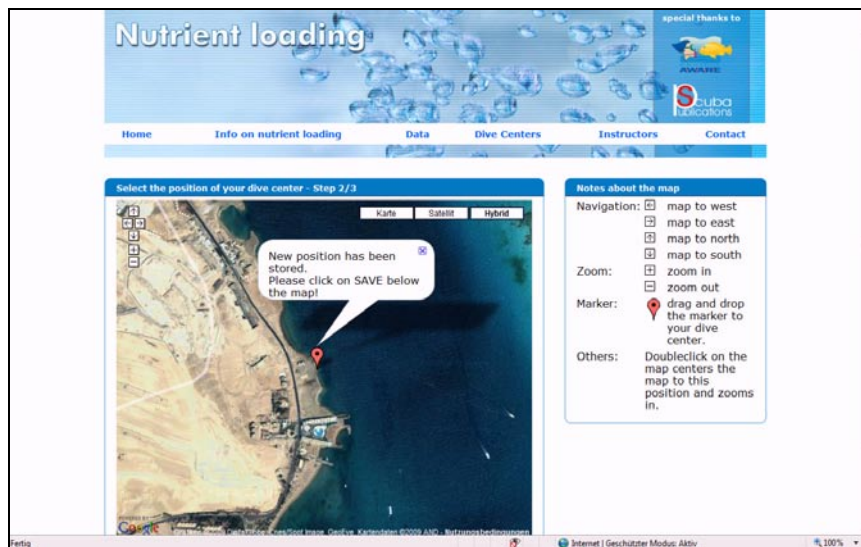 Nutrient loading
special thanks to
AWARE
Scuba
Publications
Home Info on nutrient loading Data Dive Centers Instructors Contact
Select the position of your dive center - Step 2/3
Karte Satellit Hybrid
New position has been
stored.
Please click on SAVE below
the map!
POWERED BY
Google
Image, GeoEye, Kartendaten ©2009 AND - Nutzungsbedingungen
Notes about the map
Navigation: map to west
map to east
map to north
map to south
Zoom: zoom in
zoom out
Marker: drag and drop
the marker to
your dive
center.
Others: Doubleclick on the
map centers the
map to this
position and zooms
in.
Fertig Internet | Geschützter Modus: Aktiv 100%